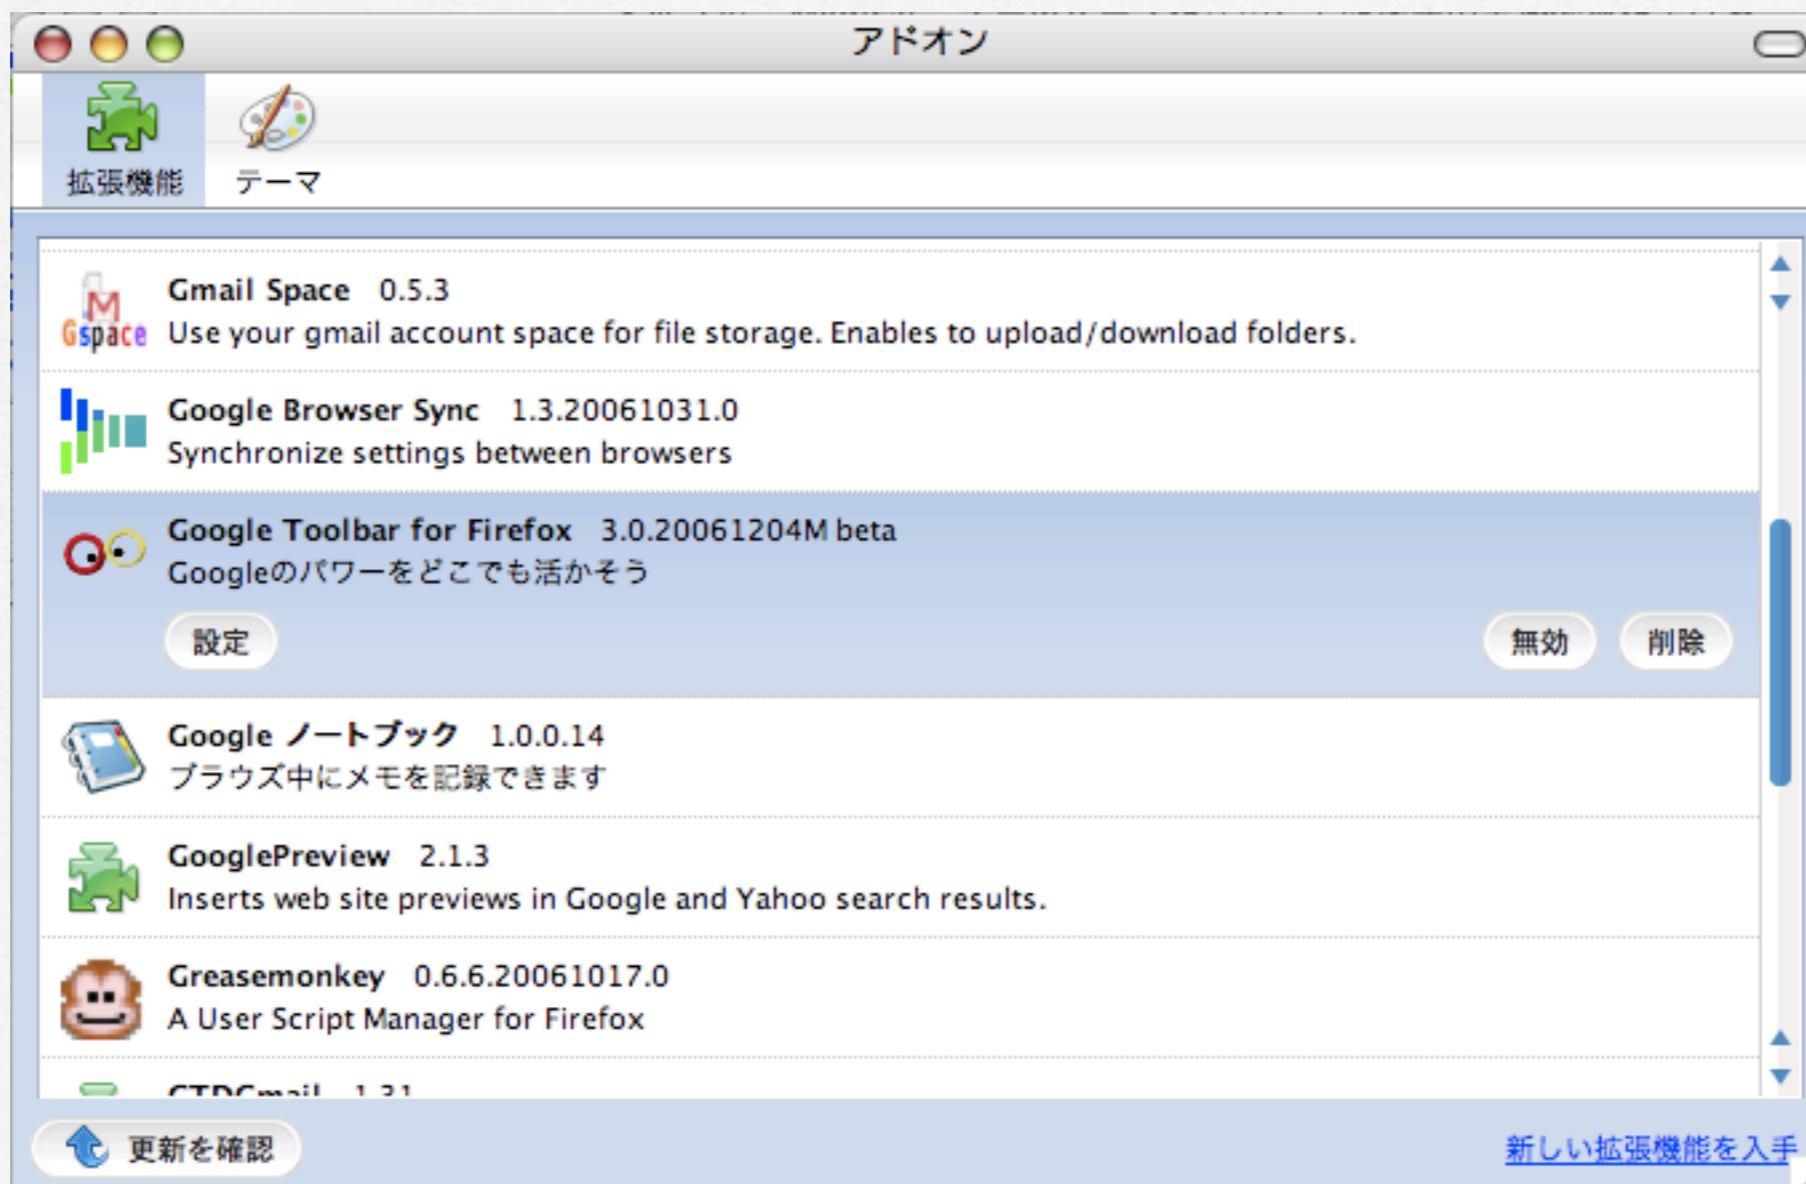 アドオン
拡張機能
テーマ
Gmail Space 0.5.3
Gspace
Use your gmail account space for file storage. Enables to upload/download folders.
Google Browser Sync 1.3.20061031.0
Synchronize settings between browsers
Google Toolbar for Firefox 3.0.20061204M beta
Googleのパワーをどこでも活かそう
設定
無効
削除
Google ノートブック 1.0.0.14
ブラウズ中にメモを記録できます
GooglePreview 2.1.3
Inserts web site previews in Google and Yahoo search results.
Greasemonkey 0.6.6.20061017.0
A User Script Manager for Firefox
GTDGmail 1.31
更新を確認
新しい拡張機能を入手